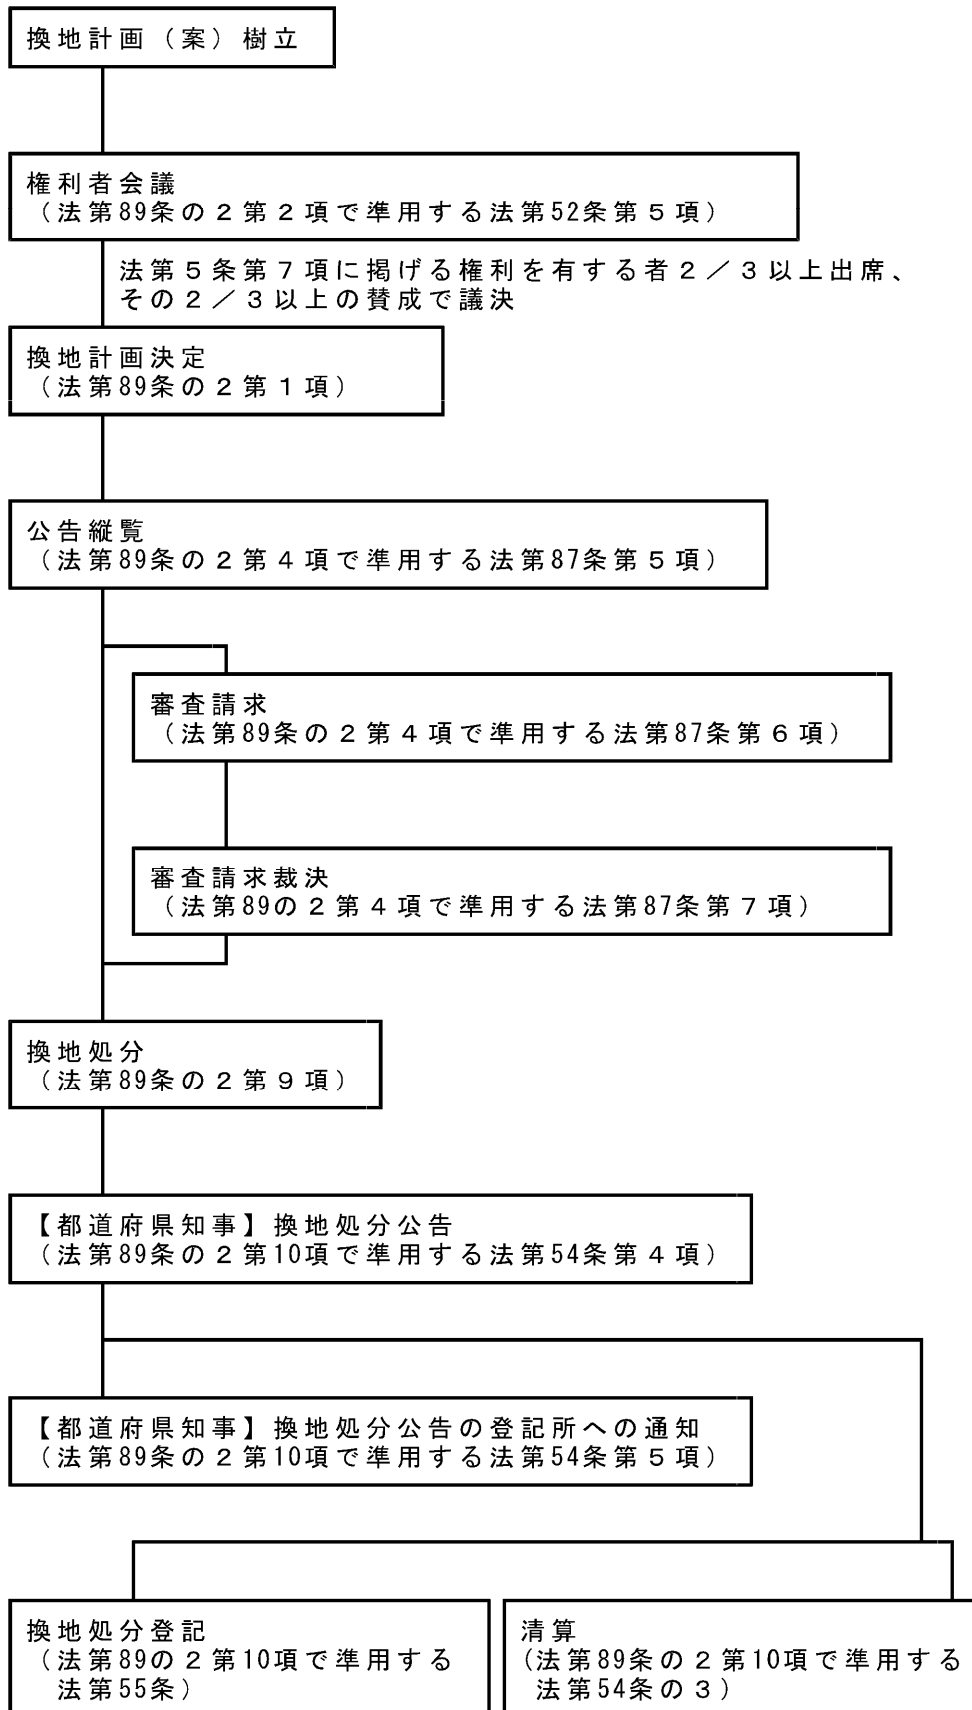 換地計画（案）樹立
権利者会議
（法第89条の２第２項で準用する法第52条第５項）
法第５条第７項に掲げる権利を有する者２／３以上出席、
その２／３以上の賛成で議決
換地計画決定
（法第89条の２第１項）
公告縦覧
（法第89条の２第４項で準用する法第87条第５項）
審査請求
（法第89条の２第４項で準用する法第87条第６項）
審査請求裁決
（法第89の２第４項で準用する法第87条第７項）
換地処分
（法第89条の２第９項）
【都道府県知事】換地処分公告
（法第89条の２第10項で準用する法第54条第４項）
【都道府県知事】換地処分公告の登記所への通知
（法第89条の２第10項で準用する法第54条第５項）
換地処分登記
（法第89の２第10項で準用する
法第55条）
清算
（法第89条の２第10項で準用する
法第54条の３）